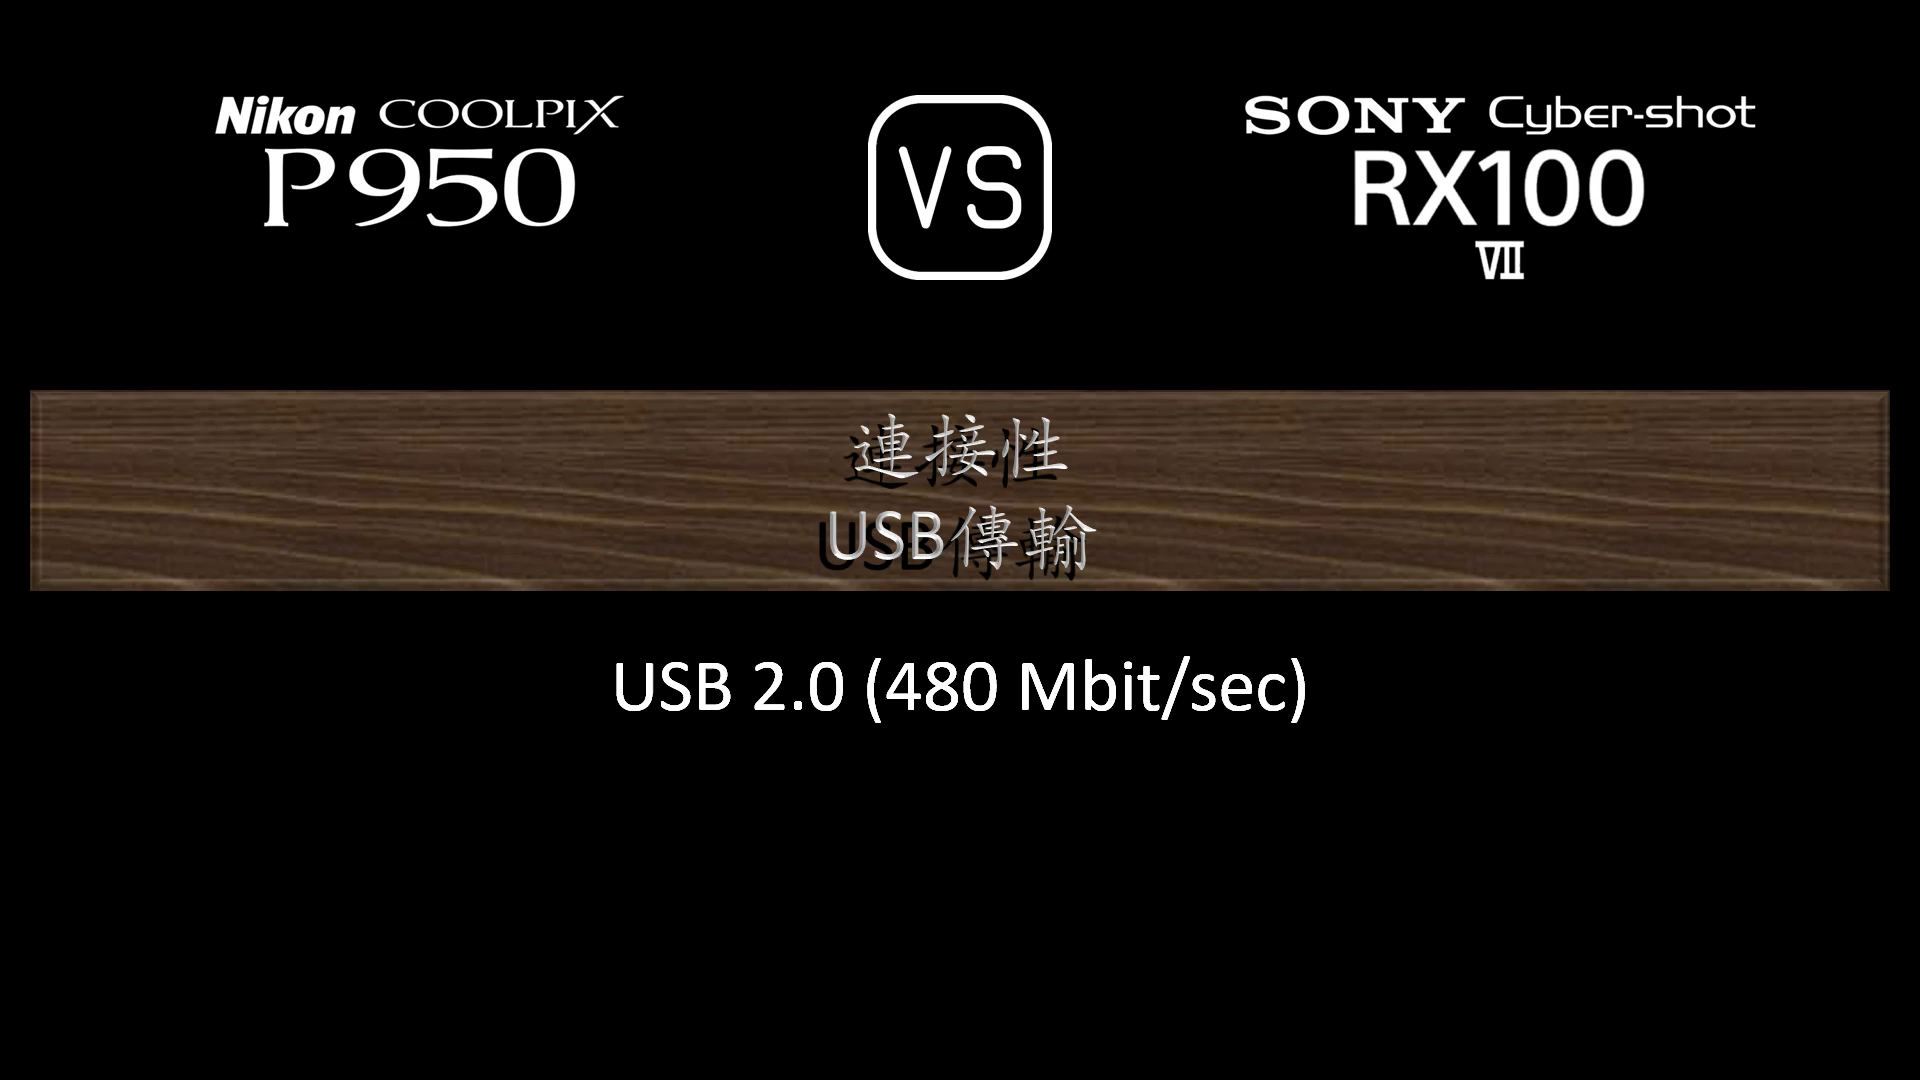 Nikon COOLPIX
P950
VS
SONY Cyber-shot
RX100
VII
連接性
USB傳輸
USB 2.0 (480 Mbit/sec)